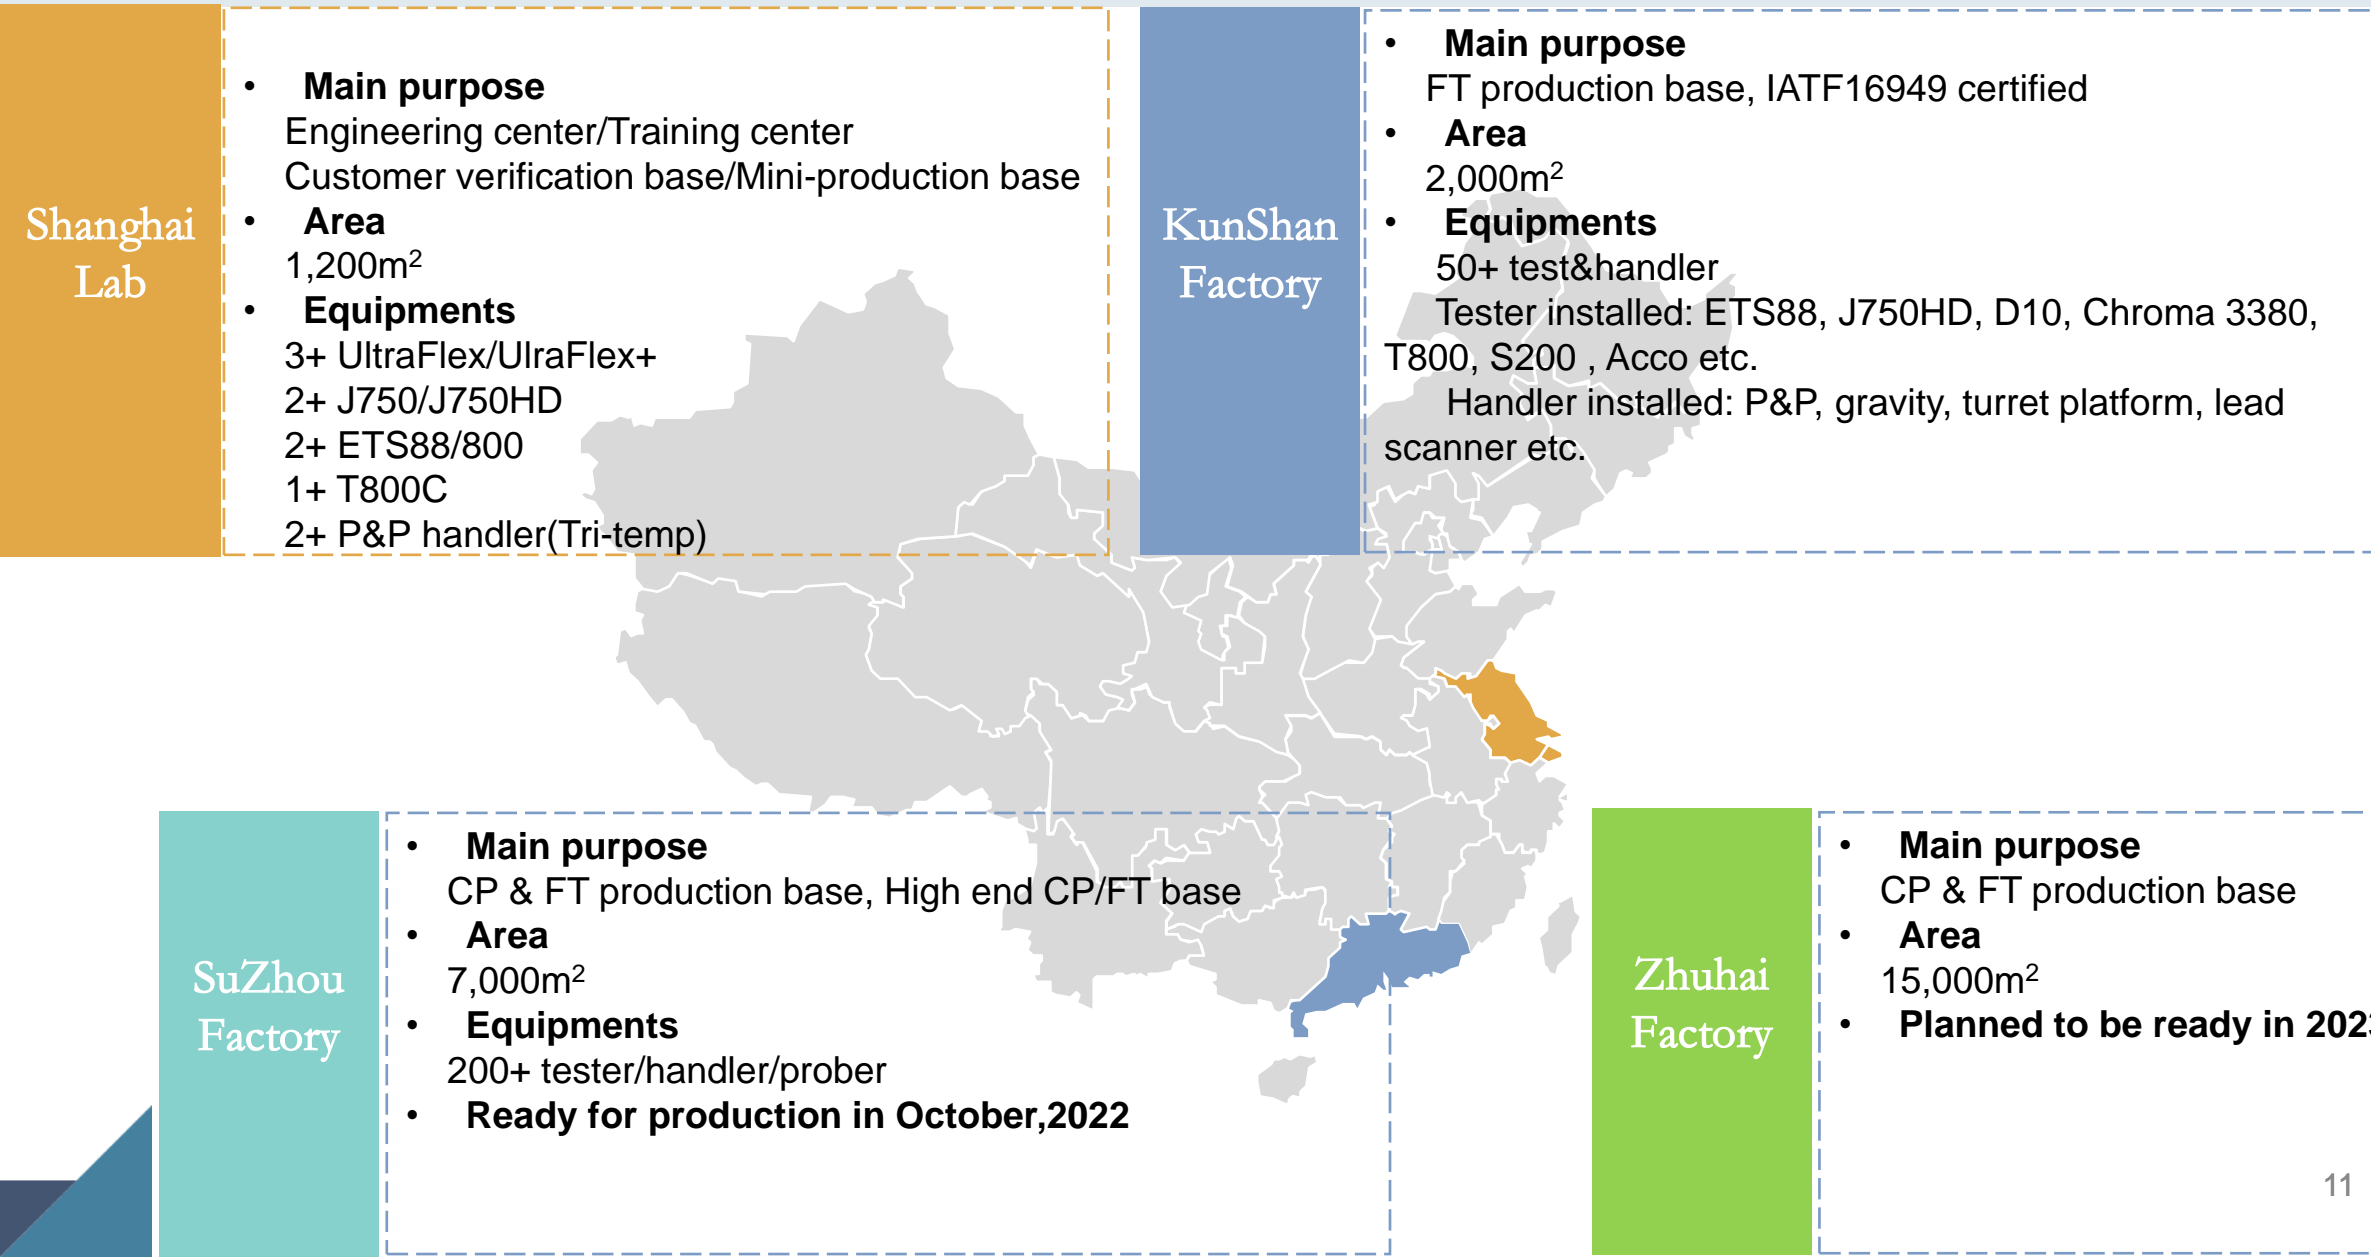 Shanghai
Lab
• Main purpose
Engineering center/Training center
Customer verification base/Mini-production base
• Area
1,200m²
• Equipments
3+ UltraFlex/UlraFlex+
2+ J750/J750HD
2+ ETS88/800
1+ T800C
2+ P&P handler(Tri-temp)
KunShan
Factory
• Main purpose
FT production base, IATF16949 certified
• Area
2,000m²
• Equipments
50+ test&handler
Tester installed: ETS88, J750HD, D10, Chroma 3380,
T800, S200 , Acco etc.
Handler installed: P&P, gravity, turret platform, lead
scanner etc.
SuZhou
Factory
• Main purpose
CP & FT production base, High end CP/FT base
• Area
7,000m²
• Equipments
200+ tester/handler/prober
• Ready for production in October,2022
Zhuhai
Factory
• Main purpose
CP & FT production base
• Area
15,000m²
• Planned to be ready in 2023
11